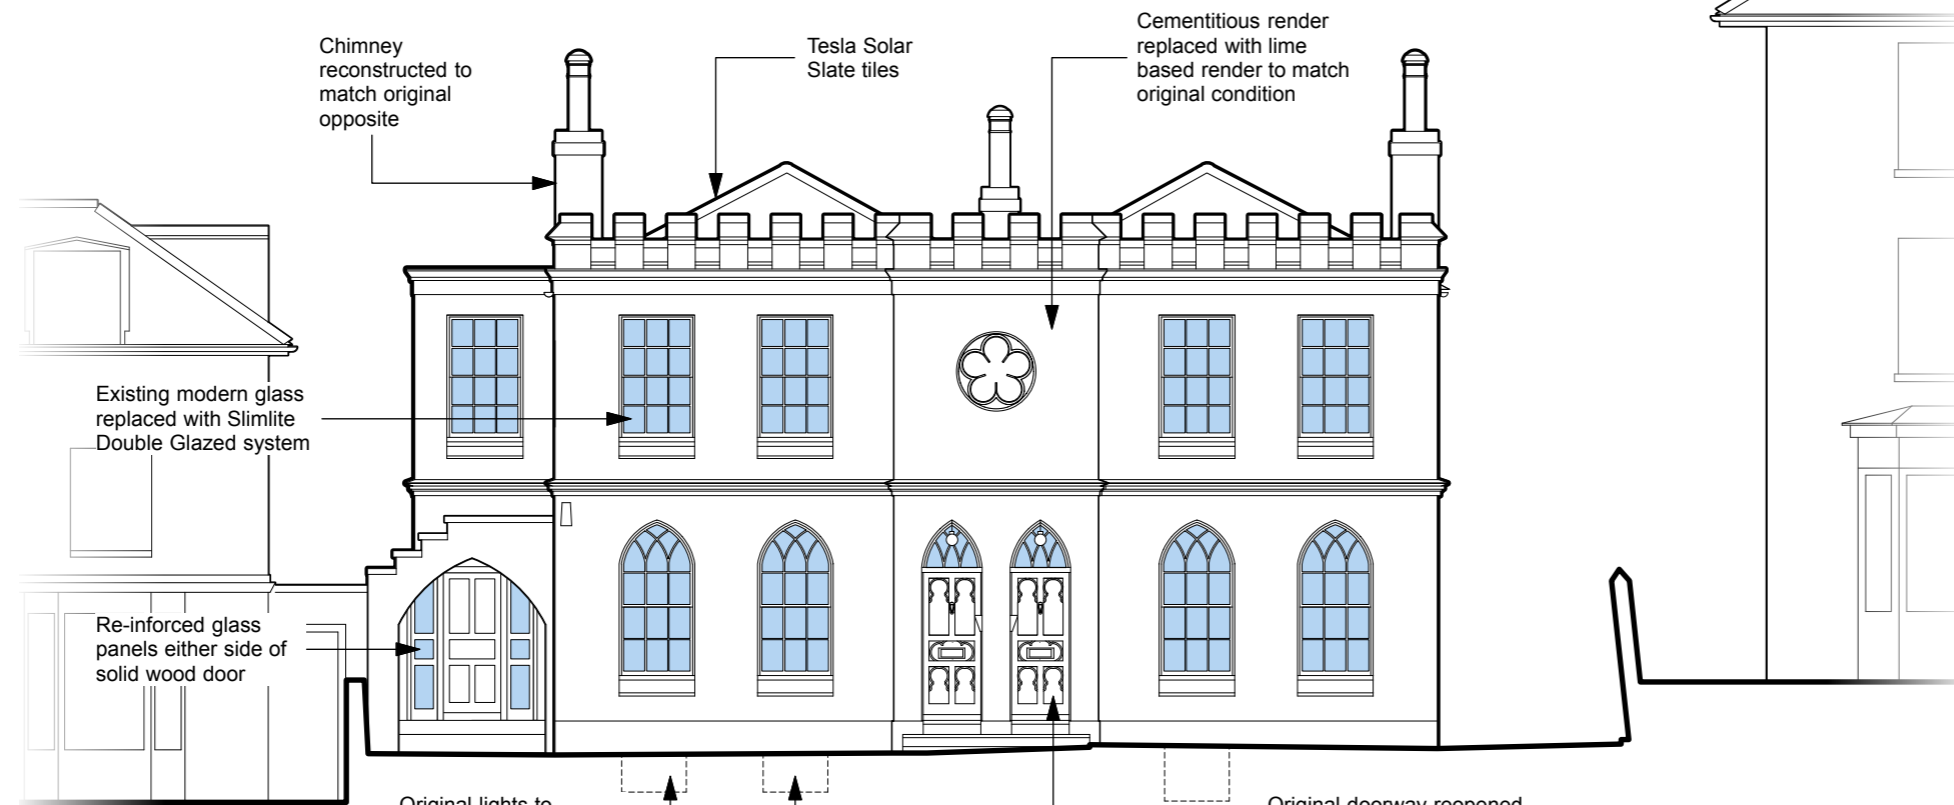 Chimney
reconstructed to
match original
opposite
Tesla Solar
Slate tiles
Cementitious render
replaced with lime
based render to match
original condition
Existing modern glass
replaced with Slimlite
Double Glazed system
Re-inforced glass
panels either side of
solid wood door
Original lights to
Original doorway reopened